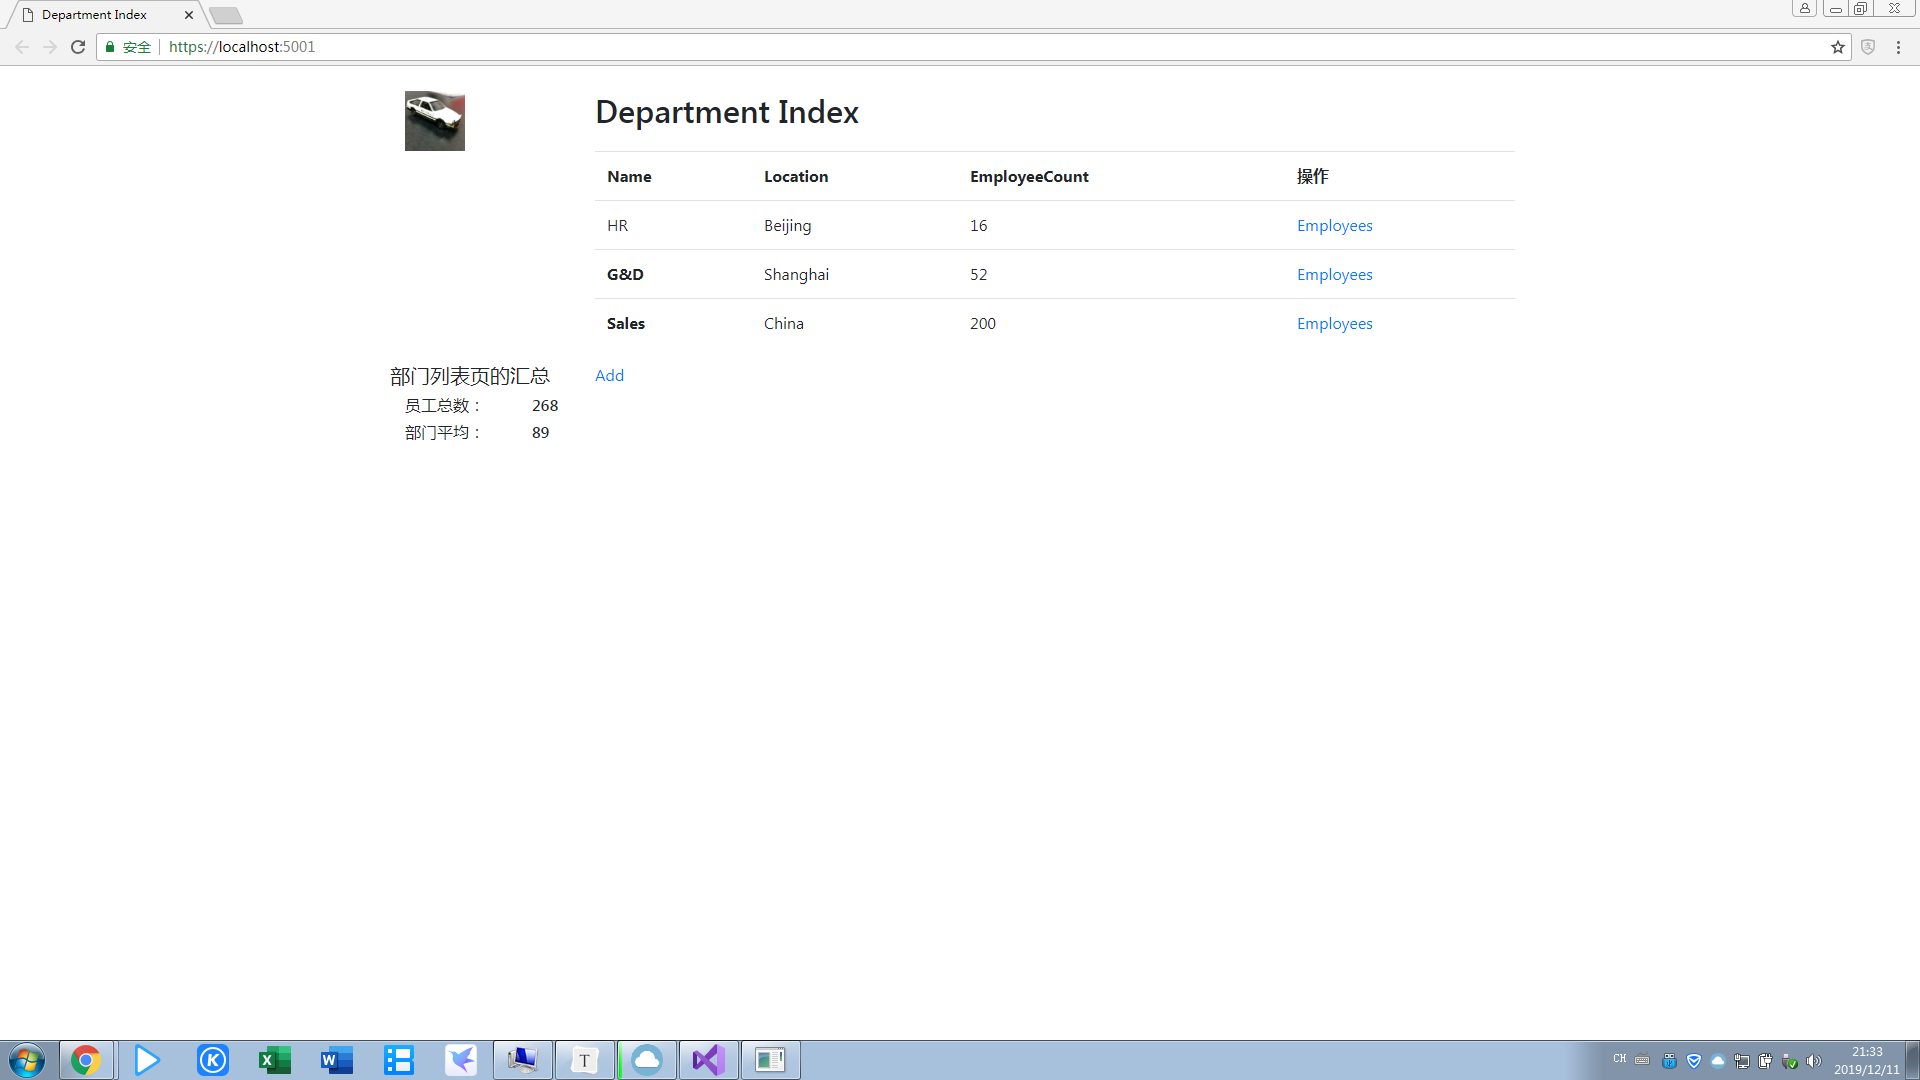 Department Index
安全 https://localhost:5001
Department Index
Name Location EmployeeCount 操作
HR Beijing 16 Employees
G&D Shanghai 52 Employees
Sales China 200 Employees
部门列表页的汇总 Add
员工总数： 268
部门平均： 89
CH 21:33
2019/12/11